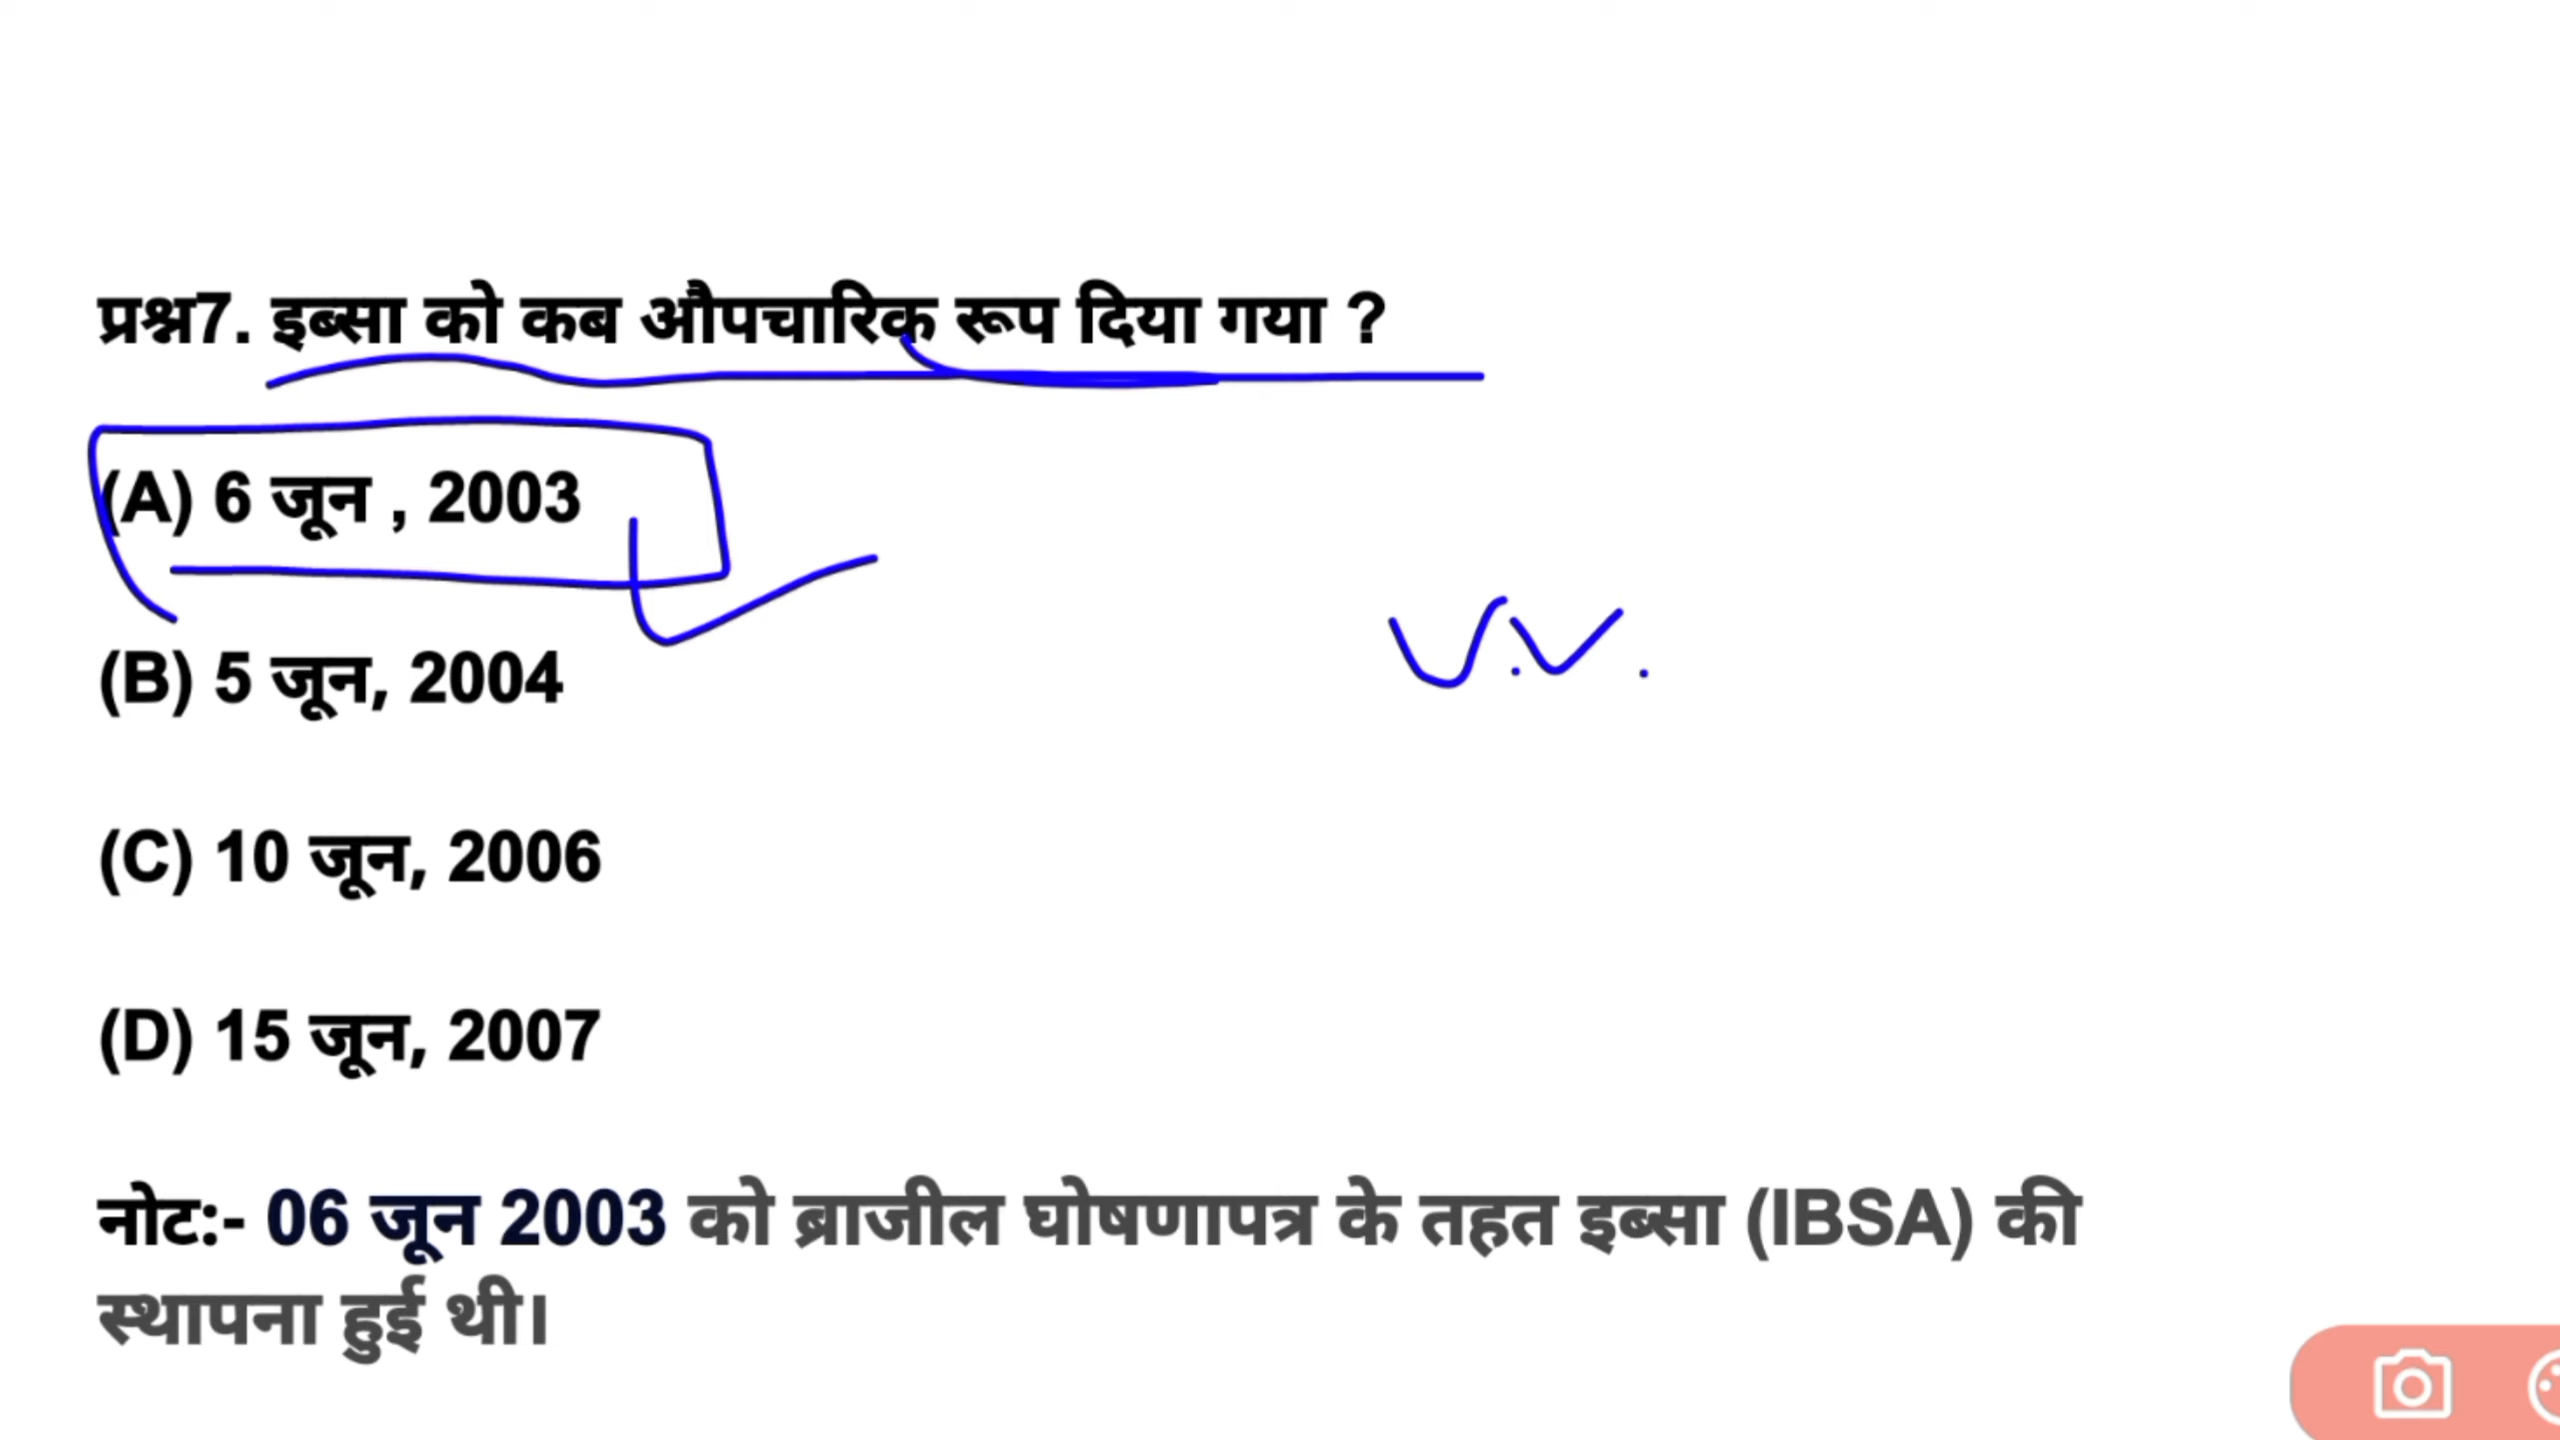 प्रश्न7. इब्सा को कब औपचारिक रूप दिया गया ?
(A) 6 जून , 2003
(B) 5 जून, 2004
V.V.
(C) 10 जून, 2006
(D) 15 जून, 2007
नोट:- 06 जून 2003 को ब्राजील घोषणापत्र के तहत इब्सा (IBSA) की
स्थापना हुई थी।